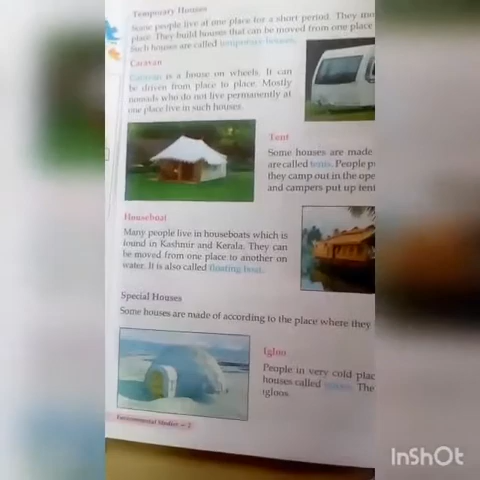 Temporary Houses
Some people live at one place for a short period. They mo
place. They build houses that can be moved from one place
Such houses are called temporary houses.
Caravan
Caravan is a house on wheels. It can
be driven from place to place. Mostly
nomads who do not live permanently at
one place live in such houses.
Tent
Some houses are made
are called tents. People p
they camp out in the ope
and campers put up tent
Houseboat
Many people live in houseboats which is
found in Kashmir and Kerala. They can
be moved from one place to another on
water. It is also called floating boat.
Special Houses
Some houses are made of according to the place where they
Igloo
People in very cold plac
houses called The
igloos.
Environmental Studies — 2
InShOt